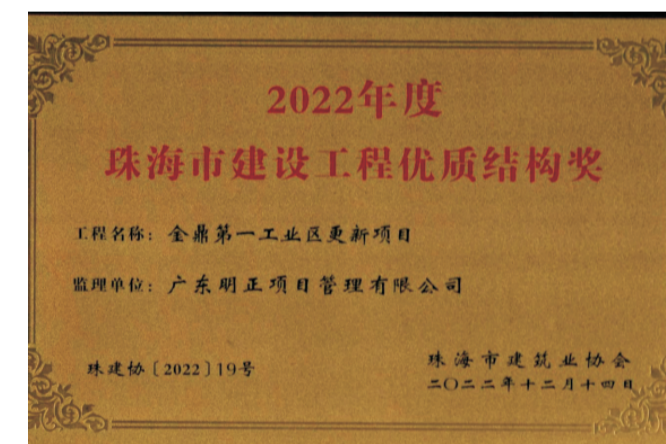 2022年度
珠海市建设工程优质结构奖
工程名称：金鼎第一工业区更新项目
监理单位：广东明正项目管理有限公司
珠建协〔2022〕19号
珠海市建筑业协会
二〇二二年十二月十四日